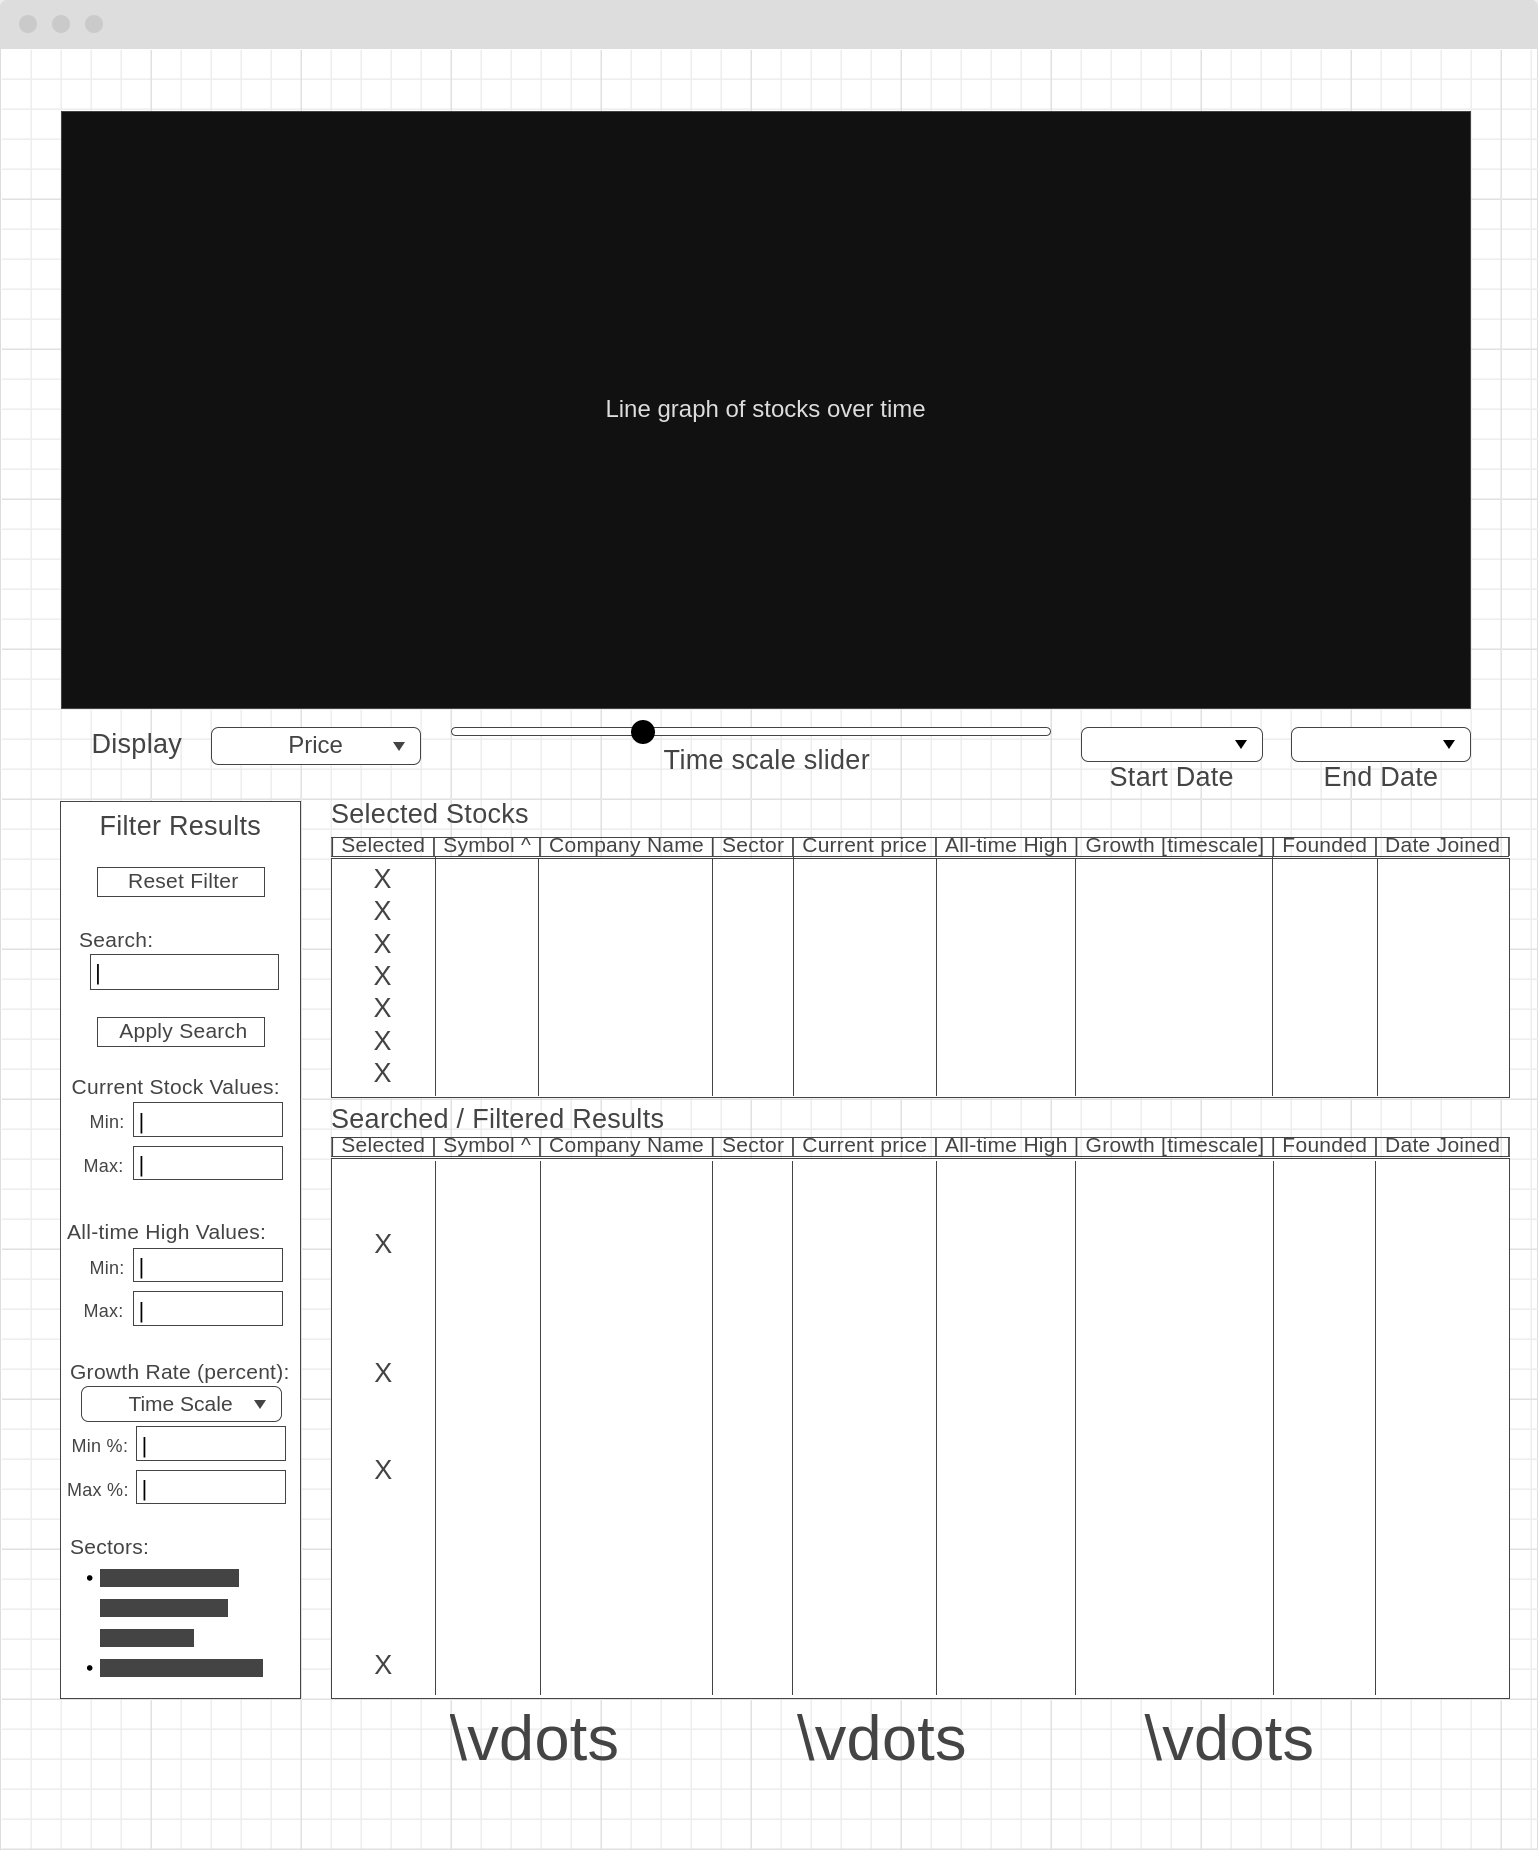 Line graph of stocks over time
Display
Price
Time scale slider
Start Date
End Date
Filter Results
Reset Filter
Search:
Apply Search
Current Stock Values:
Min:
Max:
All-time High Values:
Min:
Max:
Growth Rate (percent):
Time Scale
Min %:
Max %:
Sectors:
Selected Stocks
| Selected | Symbol ^ | Company Name | Sector | Current price | All-time High | Growth [timescale] | Founded | Date Joined |
X
X
X
X
X
X
X
Searched / Filtered Results
| Selected | Symbol ^ | Company Name | Sector | Current price | All-time High | Growth [timescale] | Founded | Date Joined |
X
X
X
X
\vdots \vdots \vdots